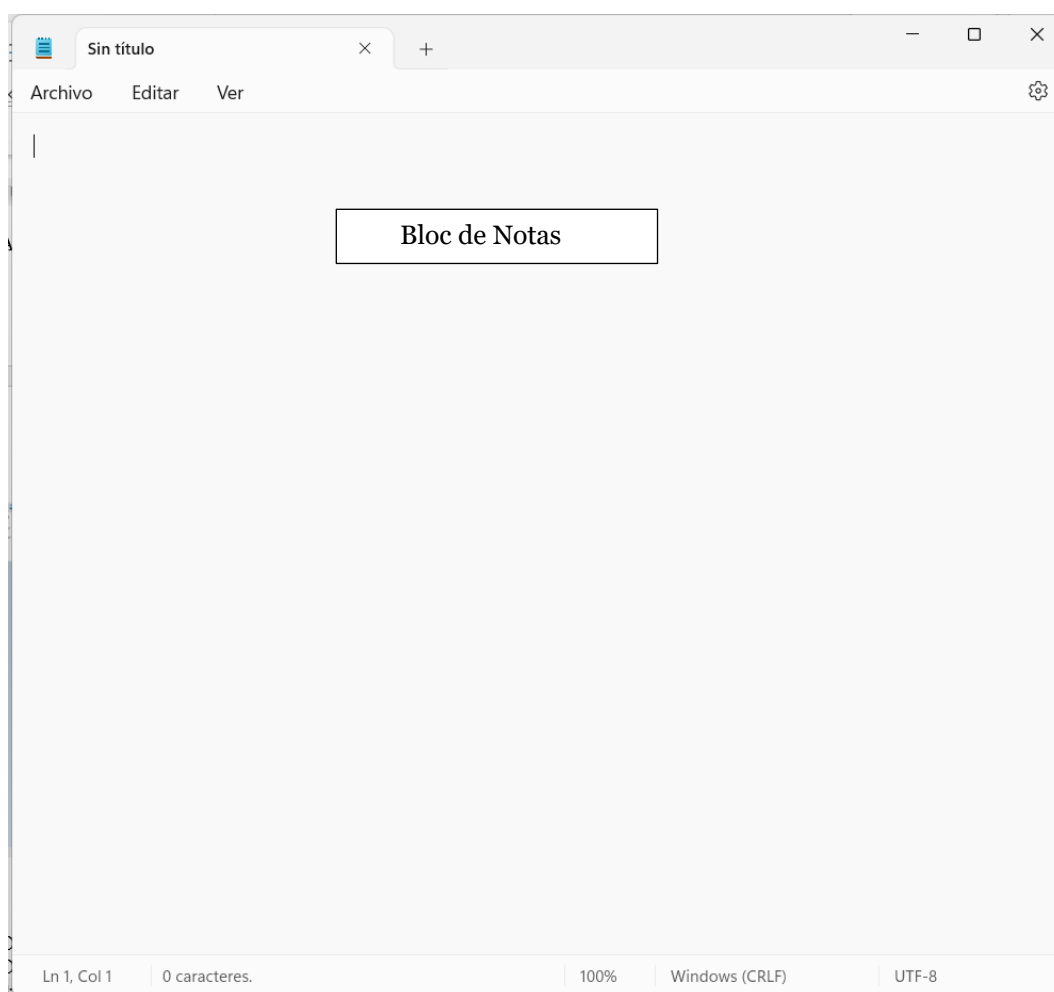 Sin título
Archivo Editar Ver
Bloc de Notas
Ln 1, Col 1 0 caracteres. 100% Windows (CRLF) UTF-8